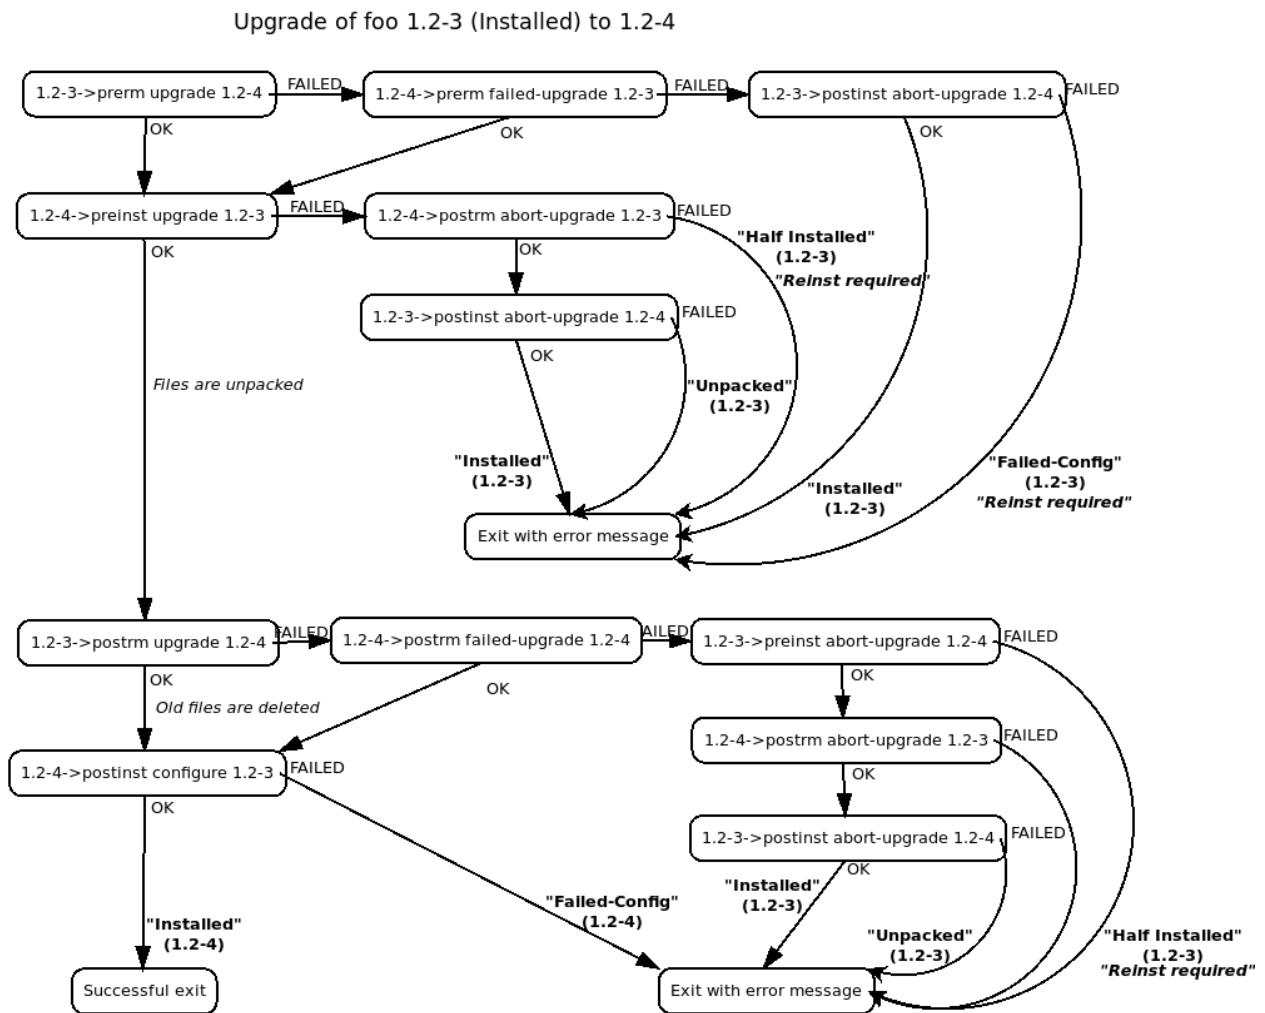 Upgrade of foo 1.2-3 (Installed) to 1.2-4
1.2-3->prerm upgrade 1.2-4
FAILED
1.2-4->prerm failed-upgrade 1.2-3
FAILED
1.2-3->postinst abort-upgrade 1.2-4
FAILED
OK
OK
OK
1.2-4->preinst upgrade 1.2-3
FAILED
1.2-4->postrm abort-upgrade 1.2-3
FAILED
OK
OK
"Half Installed"
(1.2-3)
"Reinst required"
1.2-3->postinst abort-upgrade 1.2-4
FAILED
OK
Files are unpacked
"Unpacked"
(1.2-3)
"Installed"
(1.2-3)
"Installed"
(1.2-3)
"Failed-Config"
(1.2-3)
"Reinst required"
Exit with error message
1.2-3->postrm upgrade 1.2-4
FAILED
1.2-4->postrm failed-upgrade 1.2-4
AILED
1.2-3->preinst abort-upgrade 1.2-4
FAILED
OK
OK
OK
Old files are deleted
1.2-4->postrm abort-upgrade 1.2-3
FAILED
OK
1.2-4->postinst configure 1.2-3
FAILED
OK
1.2-3->postinst abort-upgrade 1.2-4
FAILED
OK
"Installed"
(1.2-3)
"Failed-Config"
(1.2-4)
"Installed"
(1.2-4)
"Unpacked"
(1.2-3)
"Half Installed"
(1.2-3)
"Reinst required"
Successful exit
Exit with error message